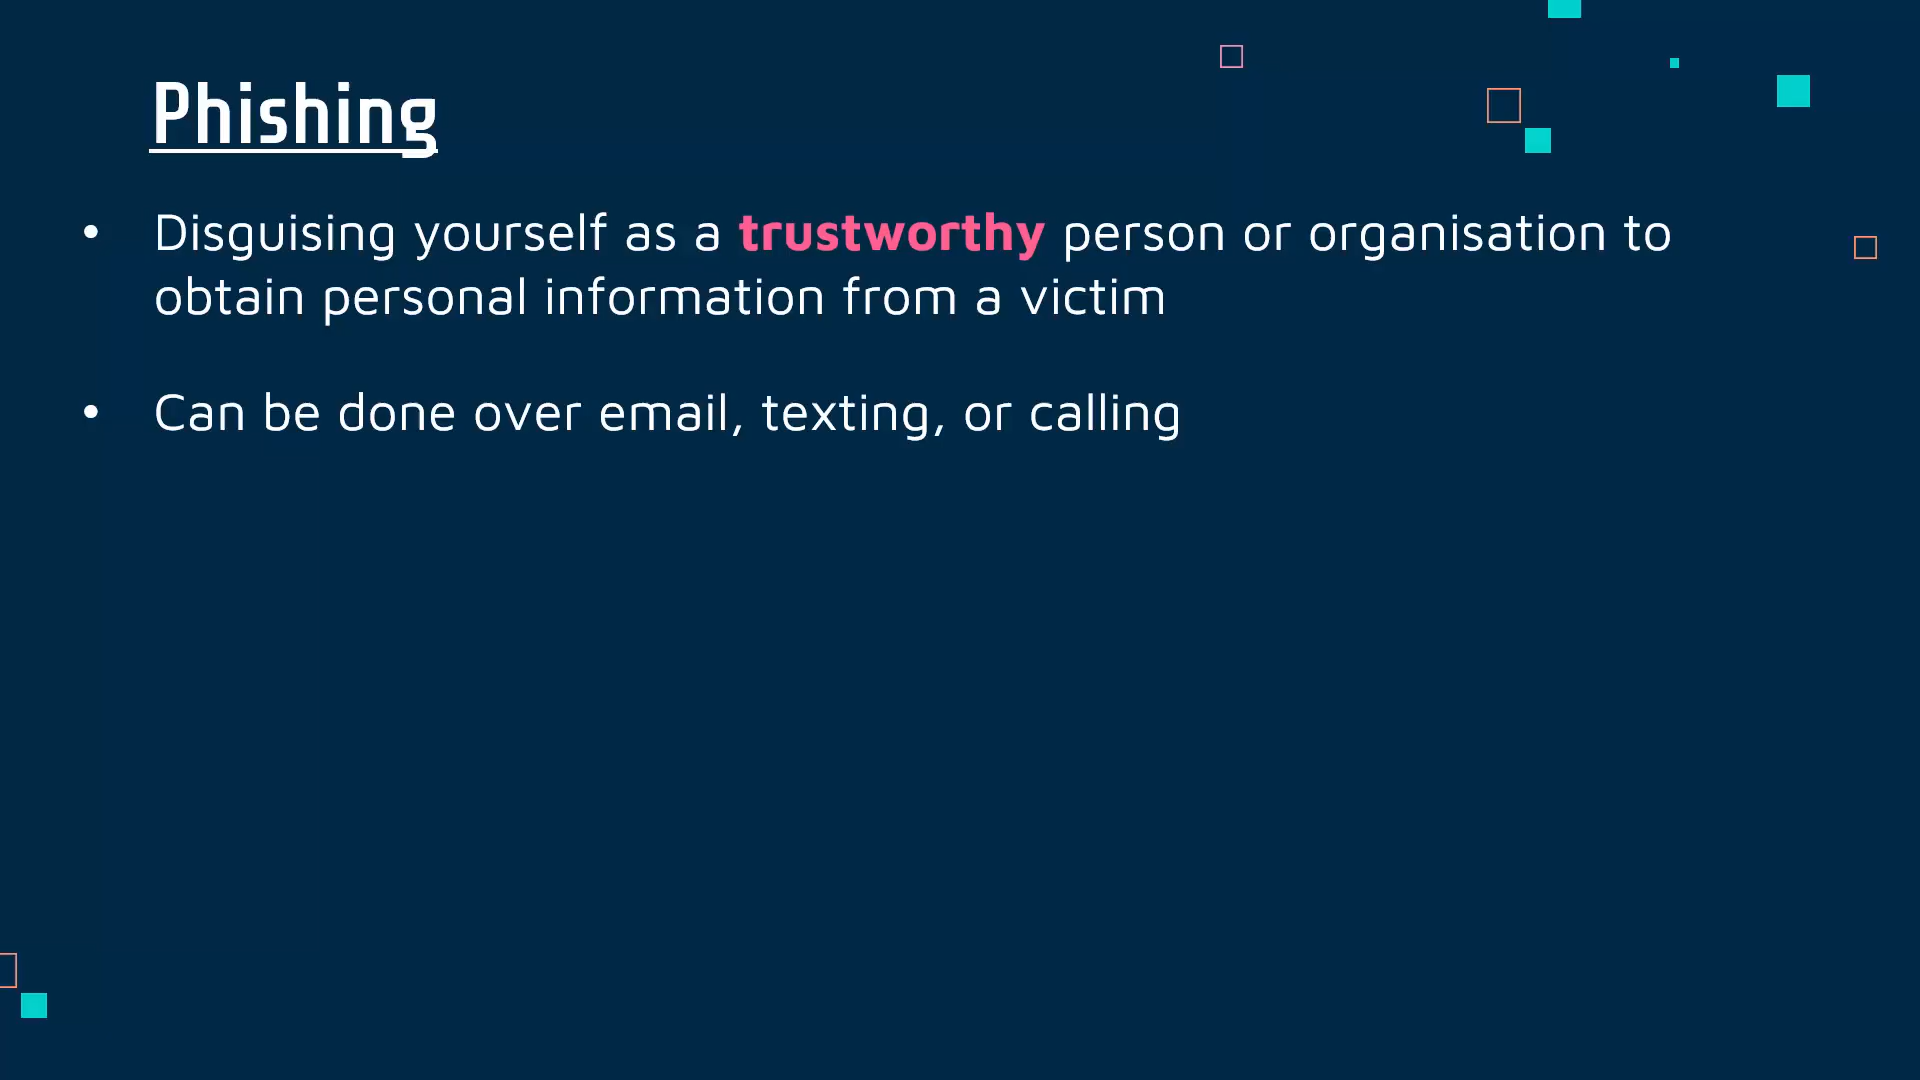 Phishing
• Disguising yourself as a trustworthy person or organisation to
obtain personal information from a victim
• Can be done over email, texting, or calling